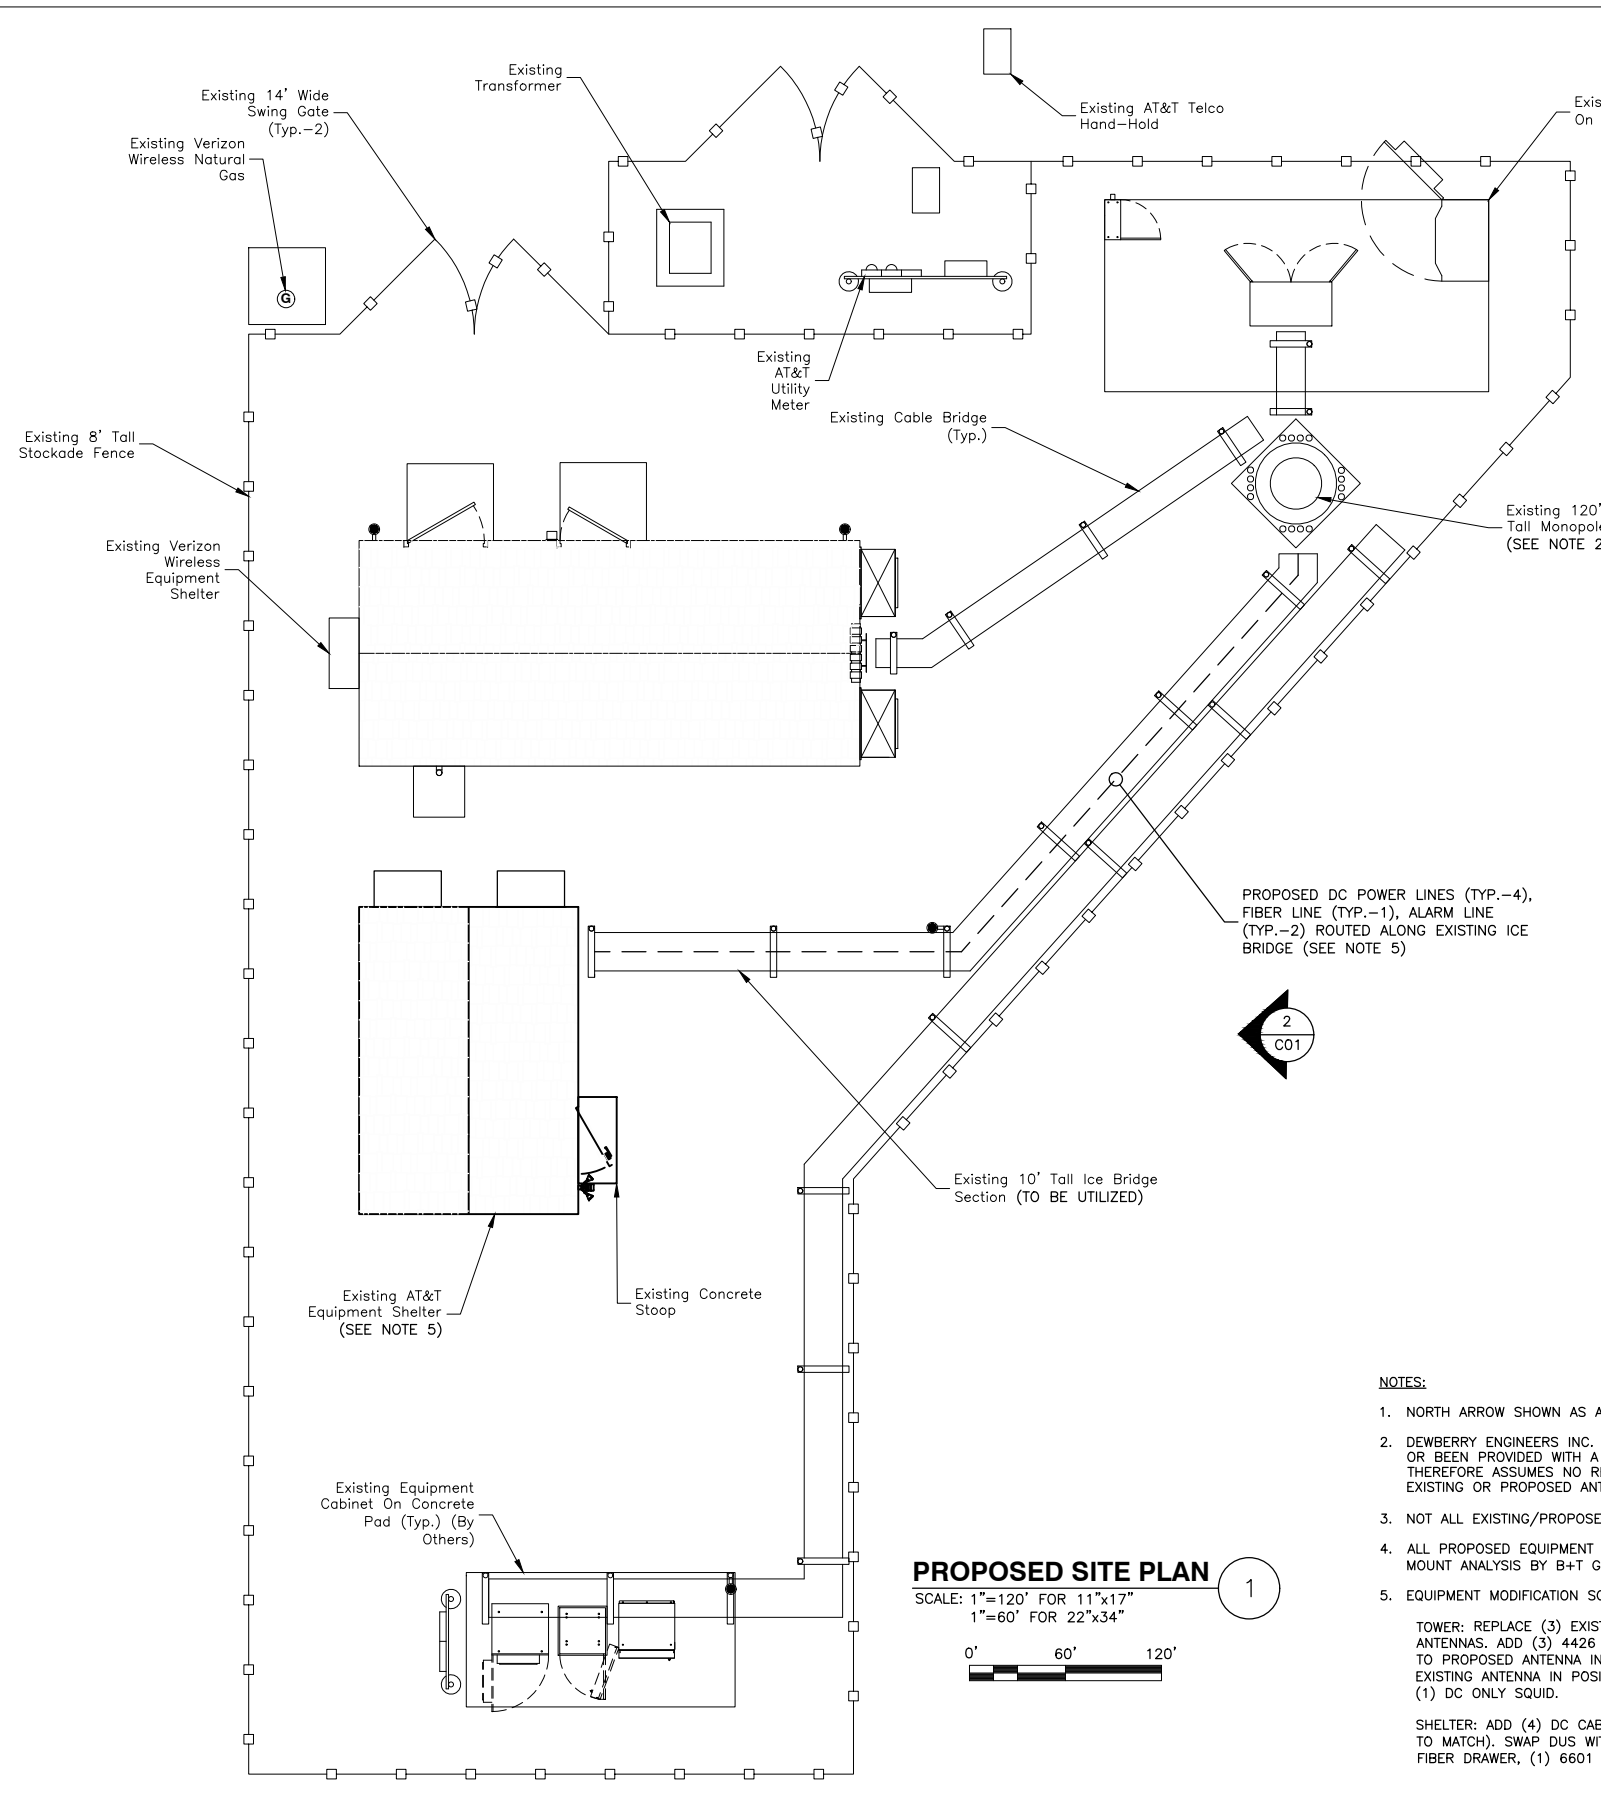 Existing
Transformer
Existing 14' Wide
Swing Gate
(Typ.-2)
Existing Verizon
Wireless Natural
Gas
G
Existing AT&T Telco
Hand-Hold
On
Existing
AT&T
Utility
Meter
Existing Cable Bridge
(Typ.)
Existing 8' Tall
Stockade Fence
Existing 120'
Tall Monopole
(SEE NOTE 2
Existing Verizon
Wireless
Equipment
Shelter
PROPOSED DC POWER LINES (TYP.-4),
FIBER LINE (TYP.-1), ALARM LINE
(TYP.-2) ROUTED ALONG EXISTING ICE
BRIDGE (SEE NOTE 5)
2
C01
Existing 10' Tall Ice Bridge
Section (TO BE UTILIZED)
Existing AT&T
Equipment Shelter
(SEE NOTE 5)
Existing Concrete
Stoop
Existing Equipment
Cabinet On Concrete
Pad (Typ.) (By
Others)
PROPOSED SITE PLAN
1
SCALE: 1"=120' FOR 11"x17"
1"=60' FOR 22"x34"
0' 60' 120'
NOTES:
1. NORTH ARROW SHOWN AS
2. DEWBERRY ENGINEERS INC.
OR BEEN PROVIDED WITH A
THEREFORE ASSUMES NO
EXISTING OR PROPOSED
3. NOT ALL
4. ALL PROPOSED EQUIPMENT
MOUNT ANALYSIS BY B+T
5. EQUIPMENT MODIFICATION
TOWER: REPLACE (3)
ANTENNAS. ADD (3) 4426
TO PROPOSED ANTENNA
EXISTING ANTENNA IN
(1) DC ONLY SQUID.
SHELTER: ADD (4) DC
TO MATCH). SWAP DUS
FIBER DRAWER, (1) 6601